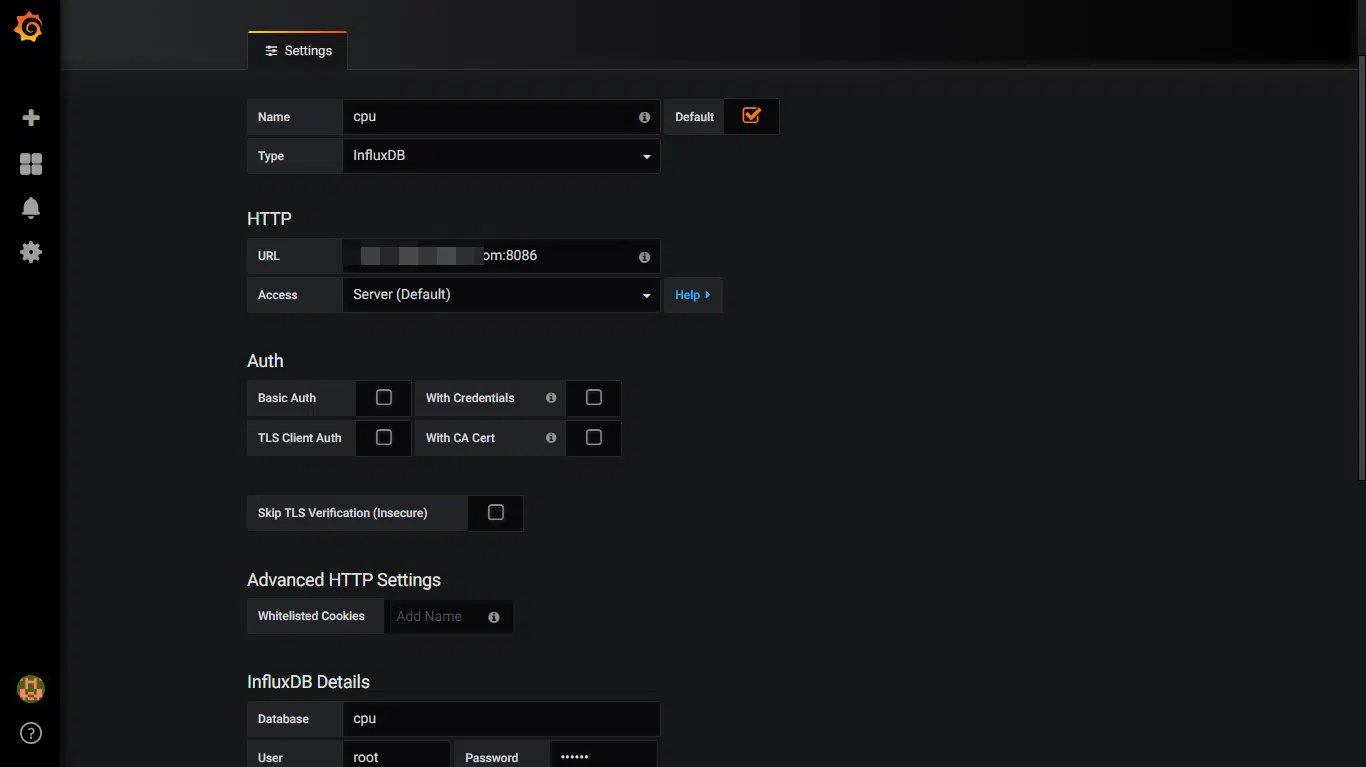 Settings
Name cpu Default
Type InfluxDB
HTTP
URL om:8086
Access Server (Default) Help
Auth
Basic Auth With Credentials
TLS Client Auth With CA Cert
Skip TLS Verification (Insecure)
Advanced HTTP Settings
Whitelisted Cookies Add Name
InfluxDB Details
Database cpu
User root Password ••••••